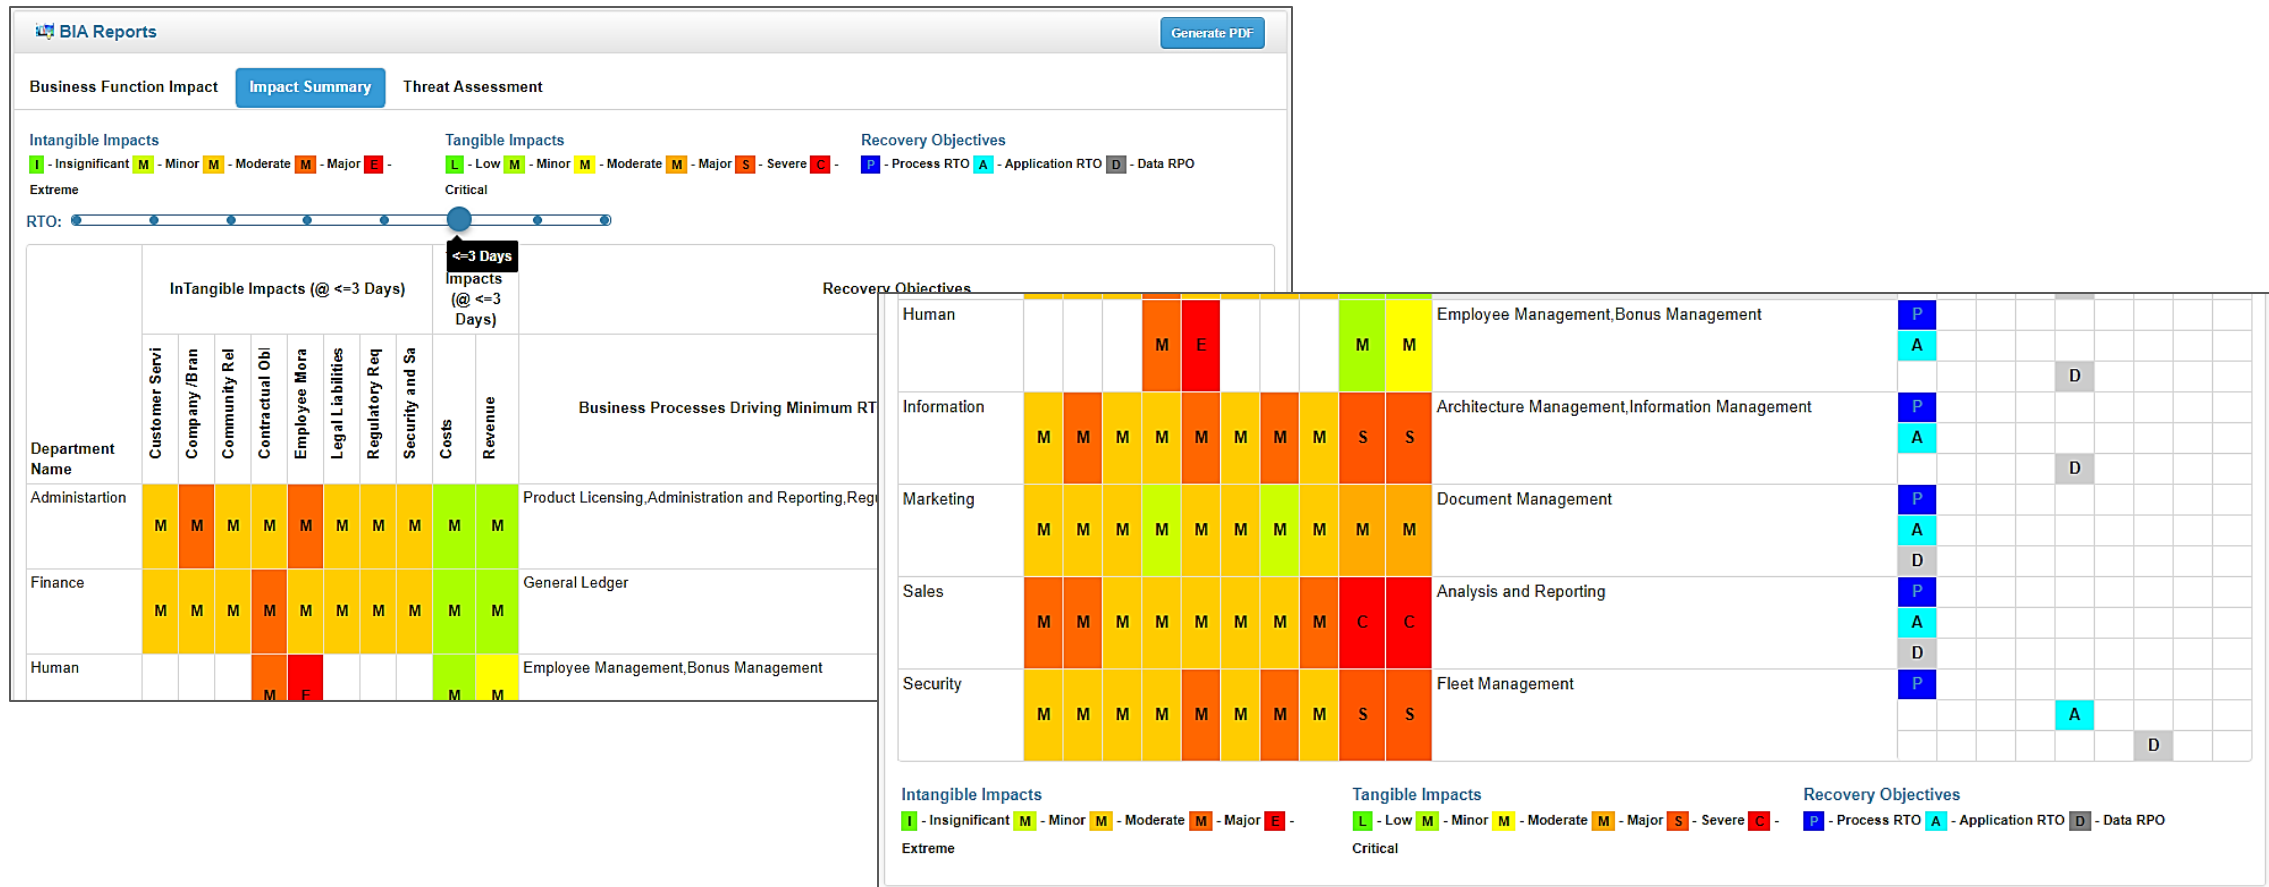 BIA Reports
Generate PDF
Business Function Impact Impact Summary Threat Assessment
Intangible Impacts
I - Insignificant M - Minor M - Moderate M - Major E -
Extreme
Tangible Impacts
L - Low M - Minor M - Moderate M - Major S - Severe C -
Critical
Recovery Objectives
P - Process RTO A - Application RTO D - Data RPO
RTO:
<=3 Days
InTangible Impacts (@ <=3 Days)
Impacts
(@ <=3
Days)
Recovery Objectives
Department
Name
Customer Servi
Company /Bran
Community Rel
Contractual Obl
Employee Mora
Legal Liabilities
Regulatory Req
Security and Sa
Costs
Revenue
Business Processes Driving Minimum RT
Administartion
M M M M M M M M M M
Product Licensing,Administration and Reporting,Regu
Finance
M M M M M M M M M M
General Ledger
Human
M E M M
Employee Management,Bonus Management
Human
M E M M
Employee Management,Bonus Management
P
A
D
Information
M M M M M M M M S S
Architecture Management,Information Management
P
A
D
Marketing
M M M M M M M M M M
Document Management
P
A
D
Sales
M M M M M M M M C C
Analysis and Reporting
P
A
D
Security
M M M M M M M M S S
Fleet Management
P
A
D
Intangible Impacts
I - Insignificant M - Minor M - Moderate M - Major E -
Extreme
Tangible Impacts
L - Low M - Minor M - Moderate M - Major S - Severe C -
Critical
Recovery Objectives
P - Process RTO A - Application RTO D - Data RPO